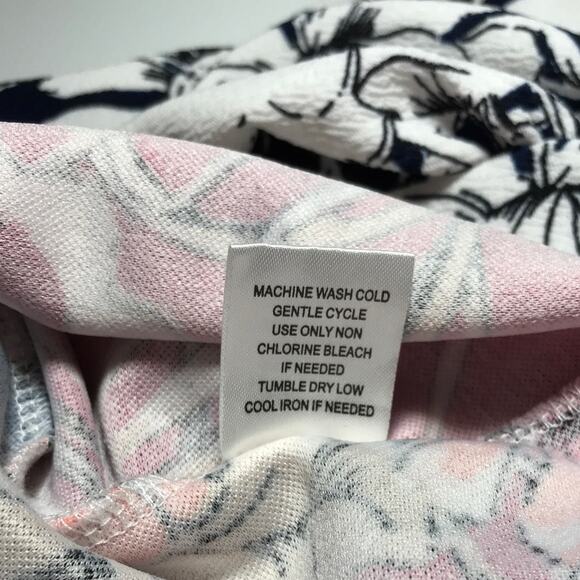 MACHINE WASH COLD
GENTLE CYCLE
USE ONLY NON
CHLORINE BLEACH
IF NEEDED
TUMBLE DRY LOW
COOL IRON IF NEEDED